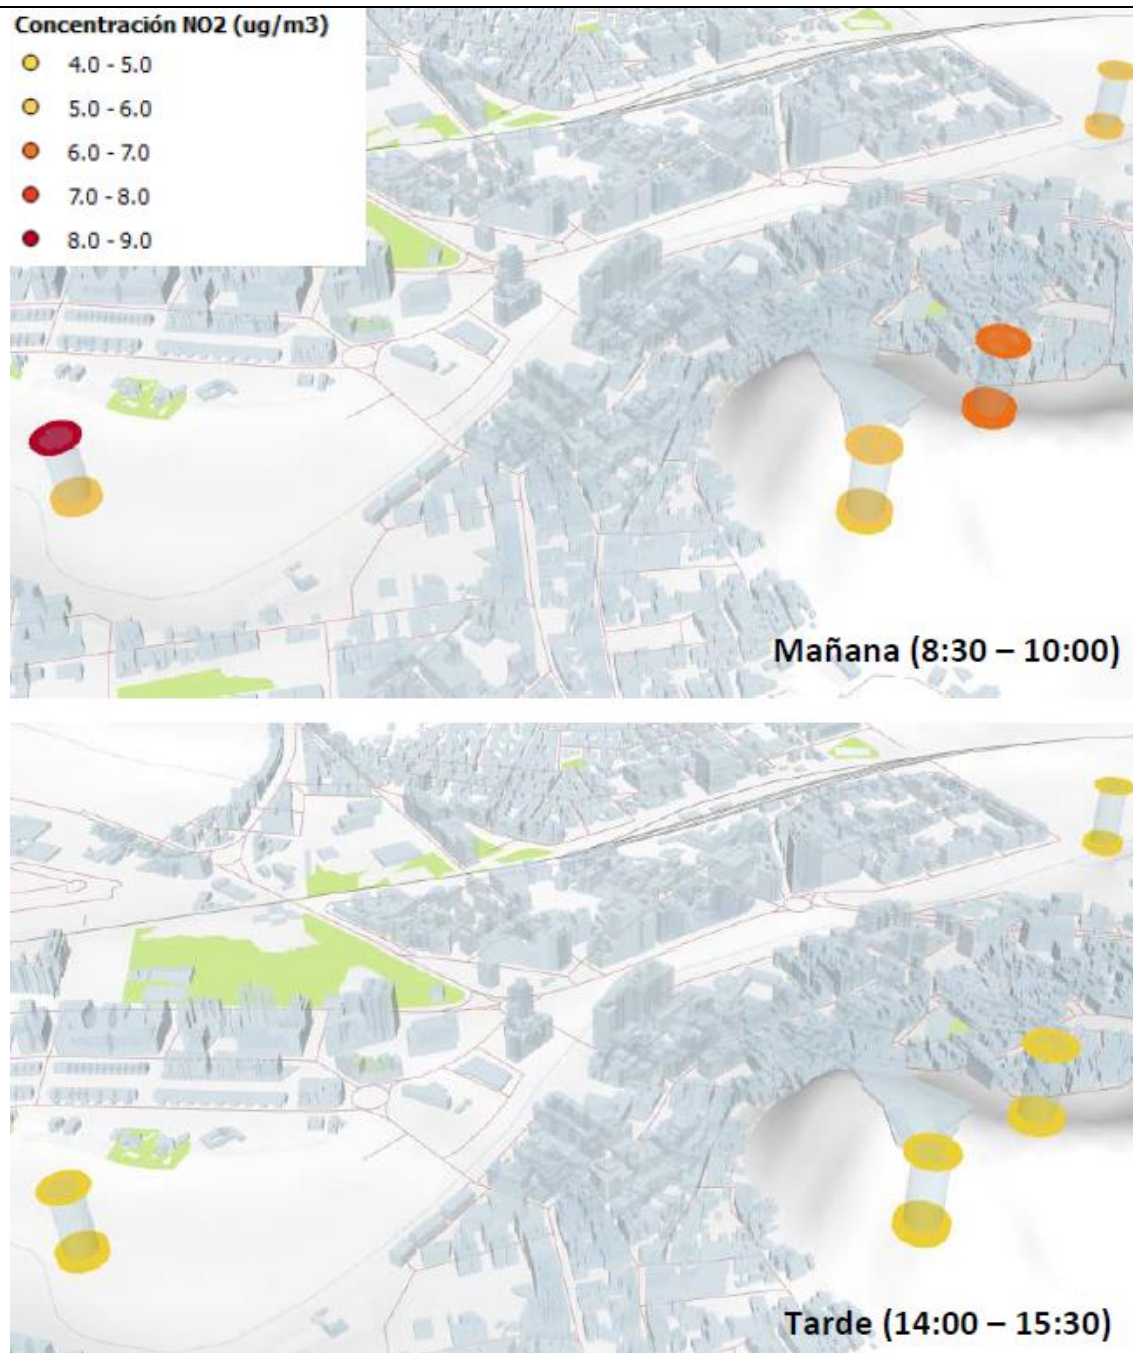 Concentración NO2 (ug/m3)
4.0 - 5.0
5.0 - 6.0
6.0 - 7.0
7.0 - 8.0
8.0 - 9.0
Mañana (8:30 – 10:00)
Tarde (14:00 – 15:30)